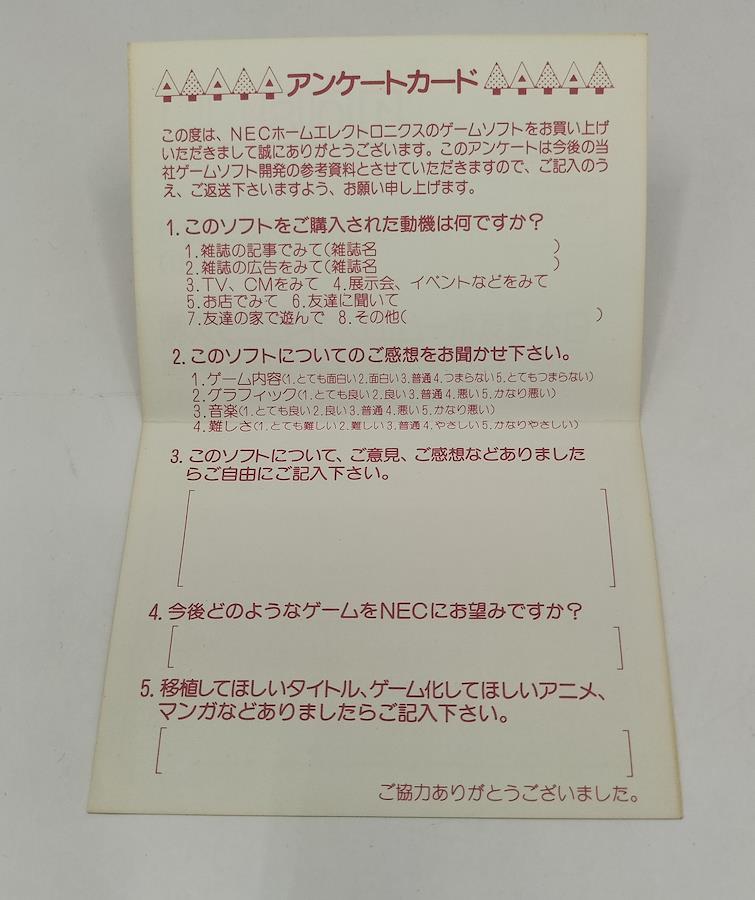 アンケートカード
この度は、NECホームエレクトロニクスのゲームソフトをお買い上げ
いただきまして誠にありがとうございます。このアンケートは今後の当
社ゲームソフト開発の参考資料とさせていただきますので、ご記入のう
え、ご返送下さいますよう、お願い申し上げます。
1.このソフトをご購入された動機は何ですか?
1.雑誌の記事でみて(雑誌名 )
2.雑誌の広告をみて(雑誌名 )
3.TV、CMをみて 4.展示会、イベントなどをみて
5.お店でみて 6.友達に聞いて
7.友達の家で遊んで 8.その他( )
2.このソフトについてのご感想をお聞かせ下さい。
1.ゲーム内容(1.とても面白い2.面白い3.普通4.つまらない5.とてもつまらない)
2.グラフィック(1.とても良い2.良い3.普通4.悪い5.かなり悪い)
3.音楽(1.とても良い2.良い3.普通4.悪い5.かなり悪い)
4.難しさ(1.とても難しい2.難しい3.普通4.やさしい5.かなりやさしい)
3.このソフトについて、ご意見、ご感想などありました
らご自由にご記入下さい。
4.今後どのようなゲームをNECにお望みですか?
5.移植してほしいタイトル、ゲーム化してほしいアニメ、
マンガなどありましたらご記入下さい。
ご協力ありがとうございました。